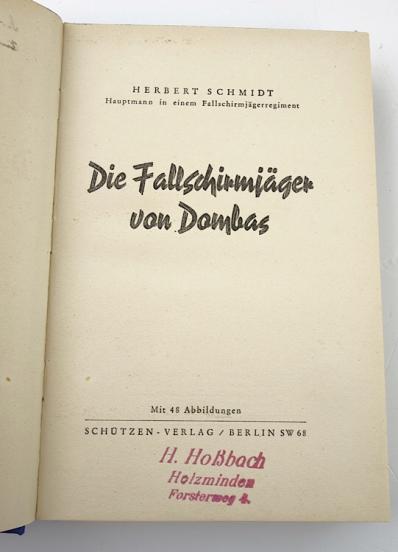 HERBERT SCHMIDT
Hauptmann in einem Fallschirmjägerregiment
Die Fallschirmjäger
von Dombas
Mit 48 Abbildungen
SCHÜTZEN-VERLAG / BERLIN SW 68
H. Hoßbach
Holzminden
Forsterweg 4.